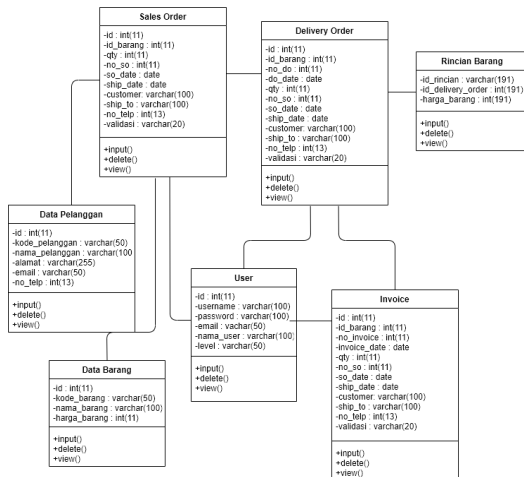 Sales Order
-id : int(11)
-id_barang : int(11)
-qty : int(11)
-no_so : int(11)
-so_date : date
-ship_date : date
-customer: varchar(100)
-ship_to : varchar(100)
-no_telp : int(13)
-validasi : varchar(20)
+input()
+delete()
+view()
Delivery Order
-id : int(11)
-id_barang : int(11)
-no_do : int(11)
-do_date : date
-qty : int(11)
-no_so : int(11)
-so_date : date
-ship_date : date
-customer: varchar(100)
-ship_to : varchar(100)
-no_telp : int(13)
-validasi : varchar(20)
+input()
+delete()
+view()
Rincian Barang
-id_rincian : varchar(191)
-id_delivery_order : int(191)
-harga_barang : int(191)
+input()
+delete()
+view()
Data Pelanggan
-id : int(11)
-kode_pelanggan : varchar(50)
-nama_pelanggan : varchar(100
-alamat : varchar(255)
-email : varchar(50)
-no_telp : int(13)
+input()
+delete()
+view()
User
-id : int(11)
-username : varchar(100)
-password : varchar(100)
-email : vachar(50)
-nama_user : varchar(100)
-level : varchar(50)
+input()
+delete()
+view()
Invoice
-id : int(11)
-id_barang : int(11)
-no_invoice : int(11)
-invoice_date : date
-qty : int(11)
-no_so : int(11)
-so_date : date
-ship_date : date
-customer: varchar(100)
-ship_to : varchar(100)
-no_telp : int(13)
-validasi : varchar(20)
+input()
+delete()
+view()
Data Barang
-id : int(11)
-kode_barang : varchar(50)
-nama_barang : varchar(100)
-harga_barang : int(11)
+input()
+delete()
+view()